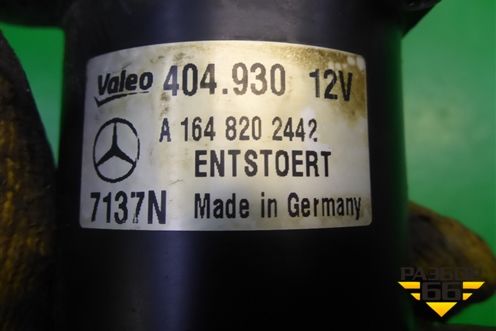 Valeo 404.930 12V
A 164 820 2442
ENTSTOERT
7137N Made in Germany
РАЗБОР
66